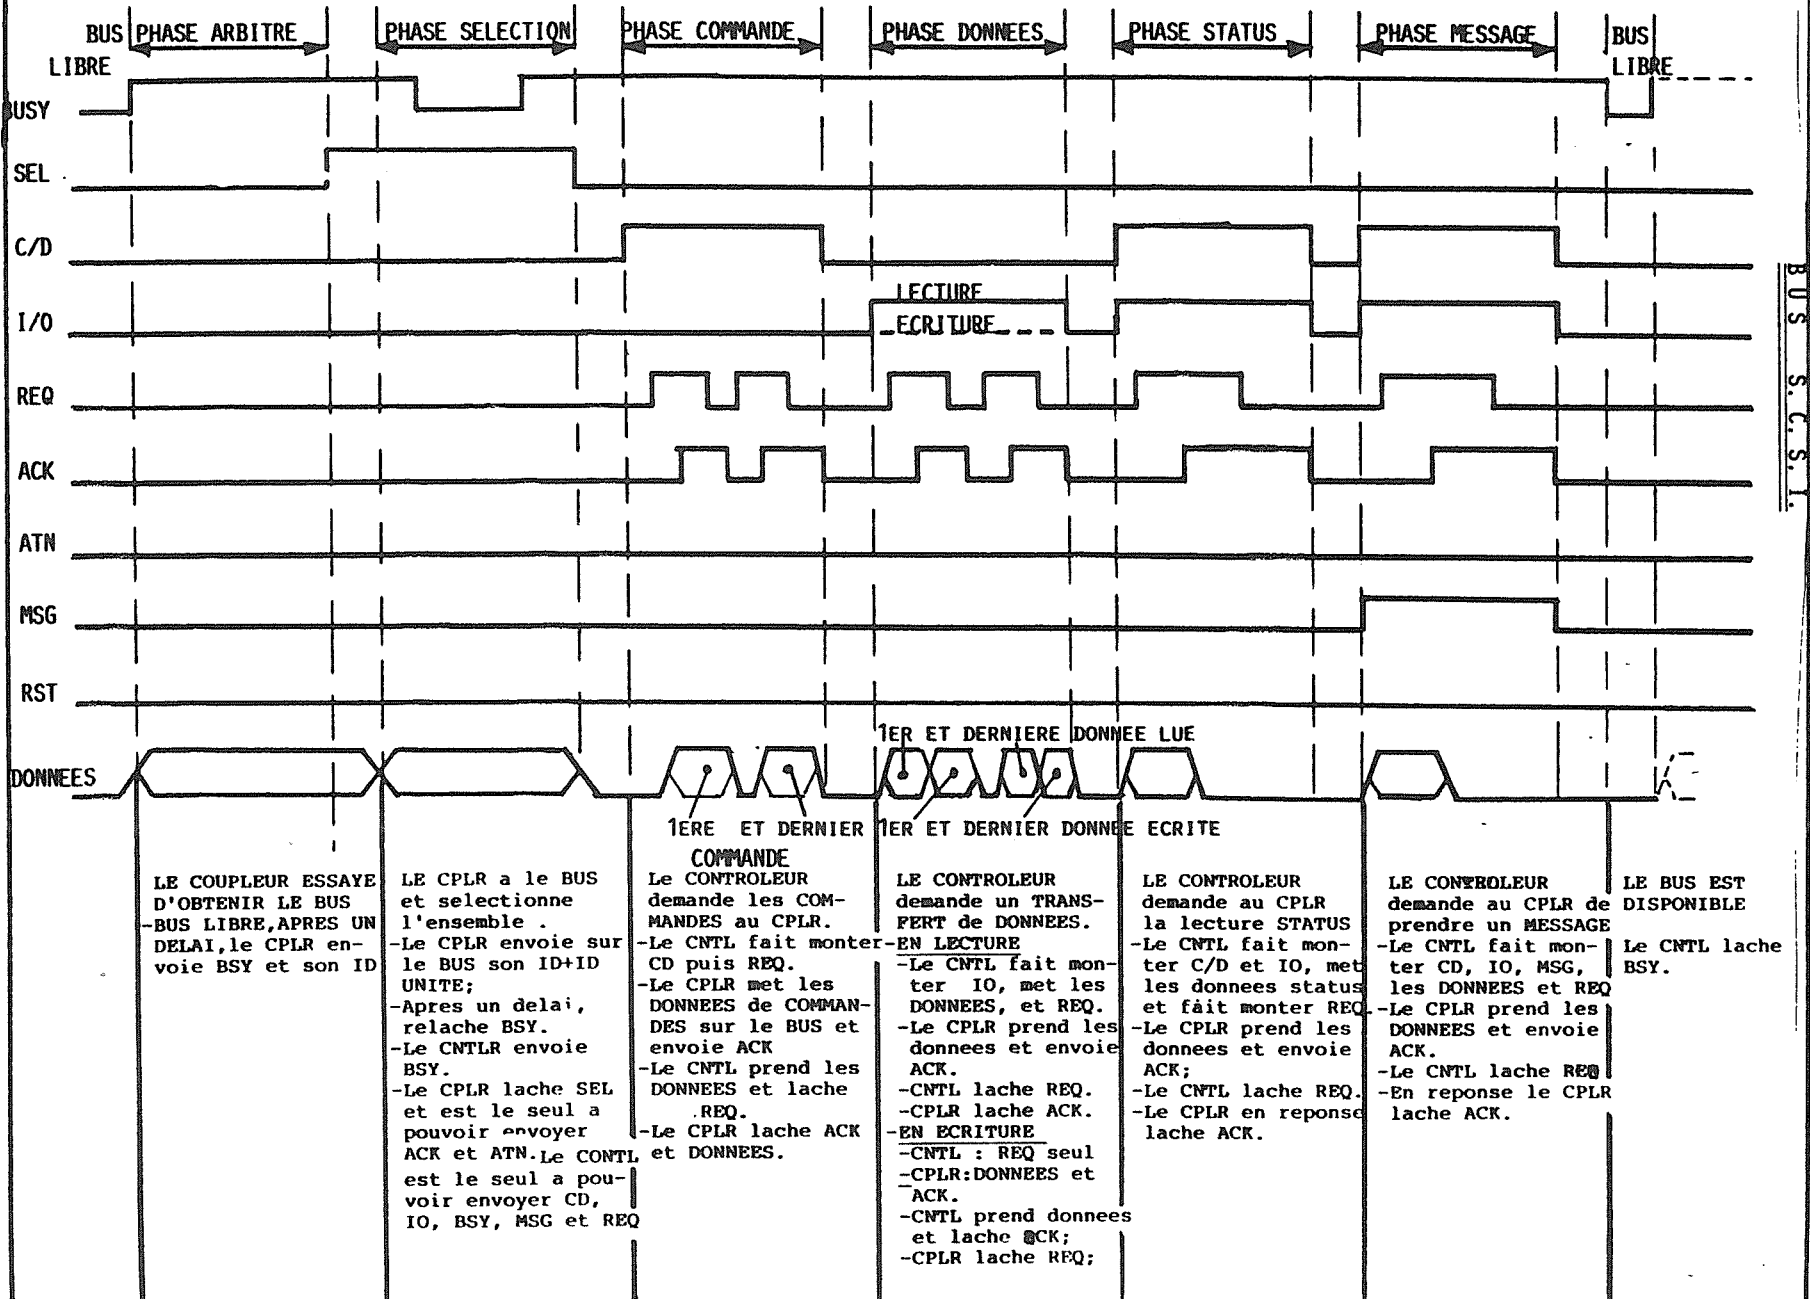 BUS
PHASE ARBITRE
PHASE SELECTION
PHASE COMMANDE
PHASE DONNEES
PHASE STATUS
PHASE MESSAGE
BUS
LIBRE
LIBRE
BUSY
SEL
C/D
I/O
LECTURE
ECRITURE
REQ
ACK
ATN
MSG
RST
DONNEES
BUS S.C.S.I.
1ER ET DERNIERE DONNEE LUE
1ERE ET DERNIER
COMMANDE
1ER ET DERNIER DONNEE ECRITE
LE COUPLEUR ESSAYE
D'OBTENIR LE BUS
-BUS LIBRE,APRES UN
DELAI,le CPLR en-
voie BSY et son ID
LE CPLR a le BUS
et selectionne
l'ensemble .
-Le CPLR envoie sur
le BUS son ID+ID
UNITE;
-Apres un delai,
relache BSY.
-Le CNTLR envoie
BSY.
-Le CPLR lache SEL
et est le seul a
pouvoir envoyer
ACK et ATN.Le CONTL
est le seul a pou-
voir envoyer CD,
IO, BSY, MSG et REQ
Le CONTROLEUR
demande les COM-
MANDES au CPLR.
-Le CNTL fait monter
CD puis REQ.
-Le CPLR met les
DONNEES de COMMAN-
DES sur le BUS et
envoie ACK
-Le CNTL prend les
DONNEES et lache
.REQ.
-Le CPLR lache ACK
et DONNEES.
LE CONTROLEUR
demande un TRANS-
FERT de DONNEES.
-EN LECTURE
-Le CNTL fait mon-
ter IO, met les
DONNEES, et REQ.
-Le CPLR prend les
donnees et envoie
ACK.
-CNTL lache REQ.
-CPLR lache ACK.
-EN ECRITURE
-CNTL : REQ seul
-CPLR:DONNEES et
ACK.
-CNTL prend donnees
et lache ACK;
-CPLR lache REQ;
LE CONTROLEUR
demande au CPLR
la lecture STATUS
-Le CNTL fait mon-
ter C/D et IO, met
les donnees status
et fait monter REQ.
-Le CPLR prend les
donnees et envoie
ACK;
-Le CNTL lache REQ.
-Le CPLR en reponse
lache ACK.
LE CONTROLEUR
demande au CPLR de
prendre un MESSAGE
-Le CNTL fait mon-
ter CD, IO, MSG,
les DONNEES et REQ
-Le CPLR prend les
DONNEES et envoie
ACK.
-Le CNTL lache REQ
-En reponse le CPLR
lache ACK.
LE BUS EST
DISPONIBLE
Le CNTL lache
BSY.